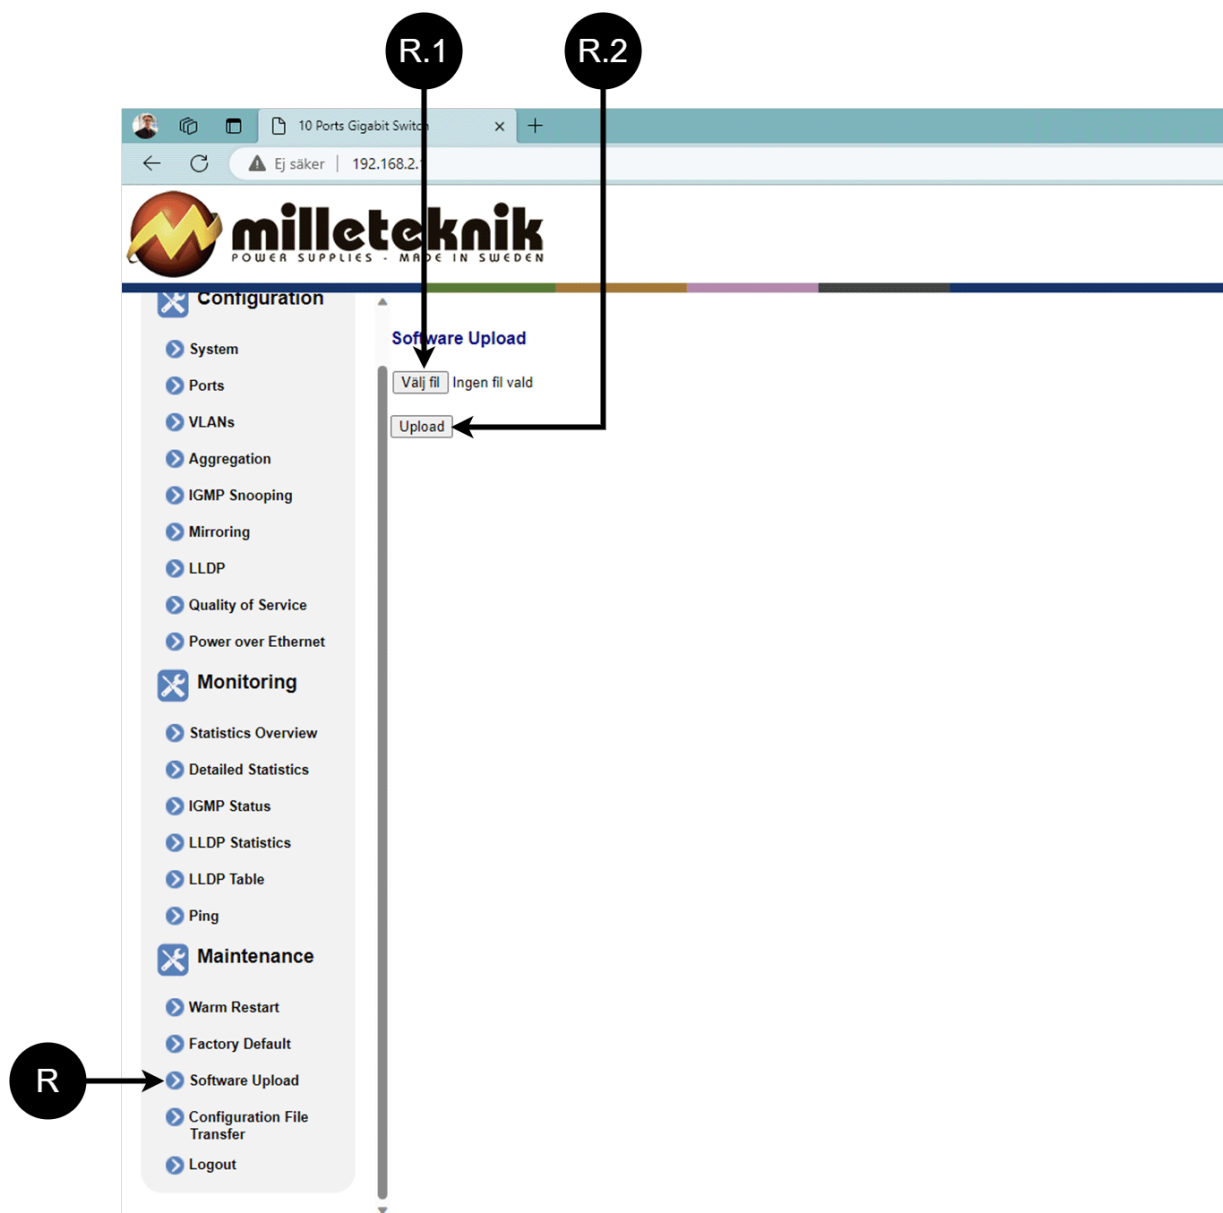 R.1
R.2
10 Ports Gigabit Switch
Ej säker
192.168.2.1
milleteknik
POWER SUPPLIES - MADE IN SWEDEN
Configuration
System
Ports
VLANs
Aggregation
IGMP Snooping
Mirroring
LLDP
Quality of Service
Power over Ethernet
Monitoring
Statistics Overview
Detailed Statistics
IGMP Status
LLDP Statistics
LLDP Table
Ping
Maintenance
Warm Restart
Factory Default
Software Upload
Configuration File
Transfer
Logout
Software Upload
Välj fil Ingen fil vald
Upload
R